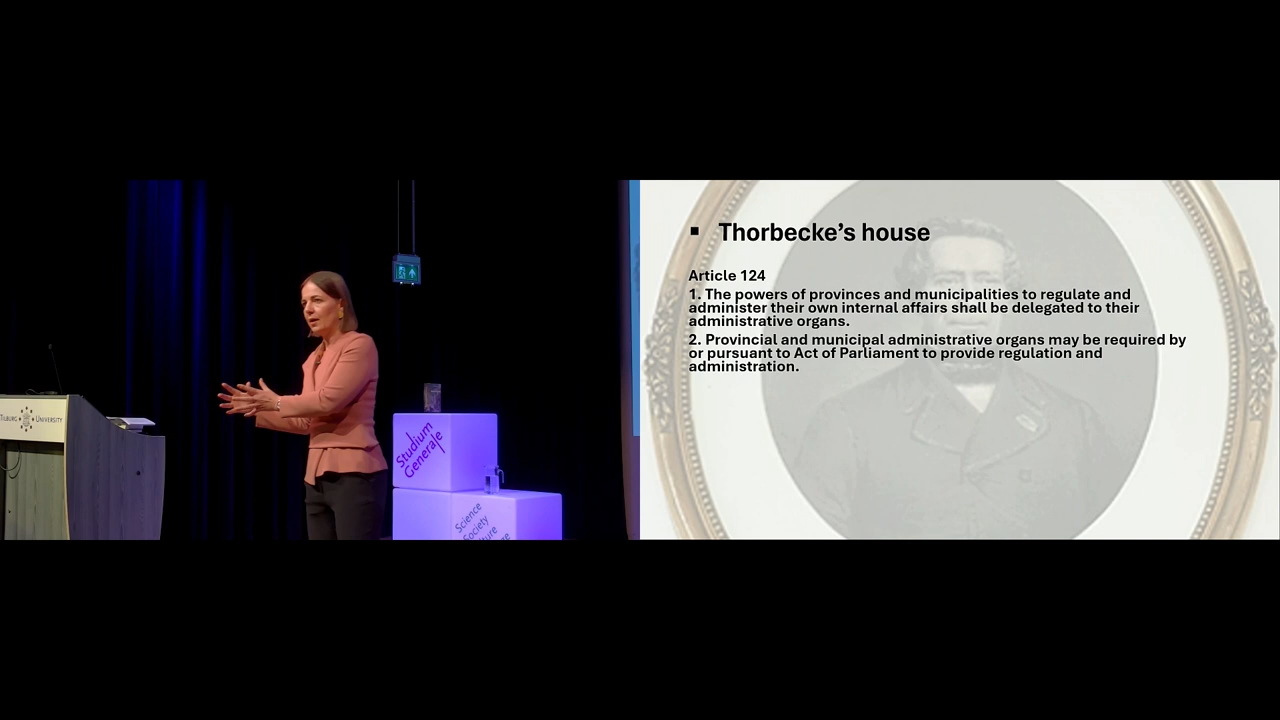 TILBURG UNIVERSITY
Studium
Generale
Science
Society
▪ Thorbecke’s house
Article 124
1. The powers of provinces and municipalities to regulate and
administer their own internal affairs shall be delegated to their
administrative organs.
2. Provincial and municipal administrative organs may be required by
or pursuant to Act of Parliament to provide regulation and
administration.